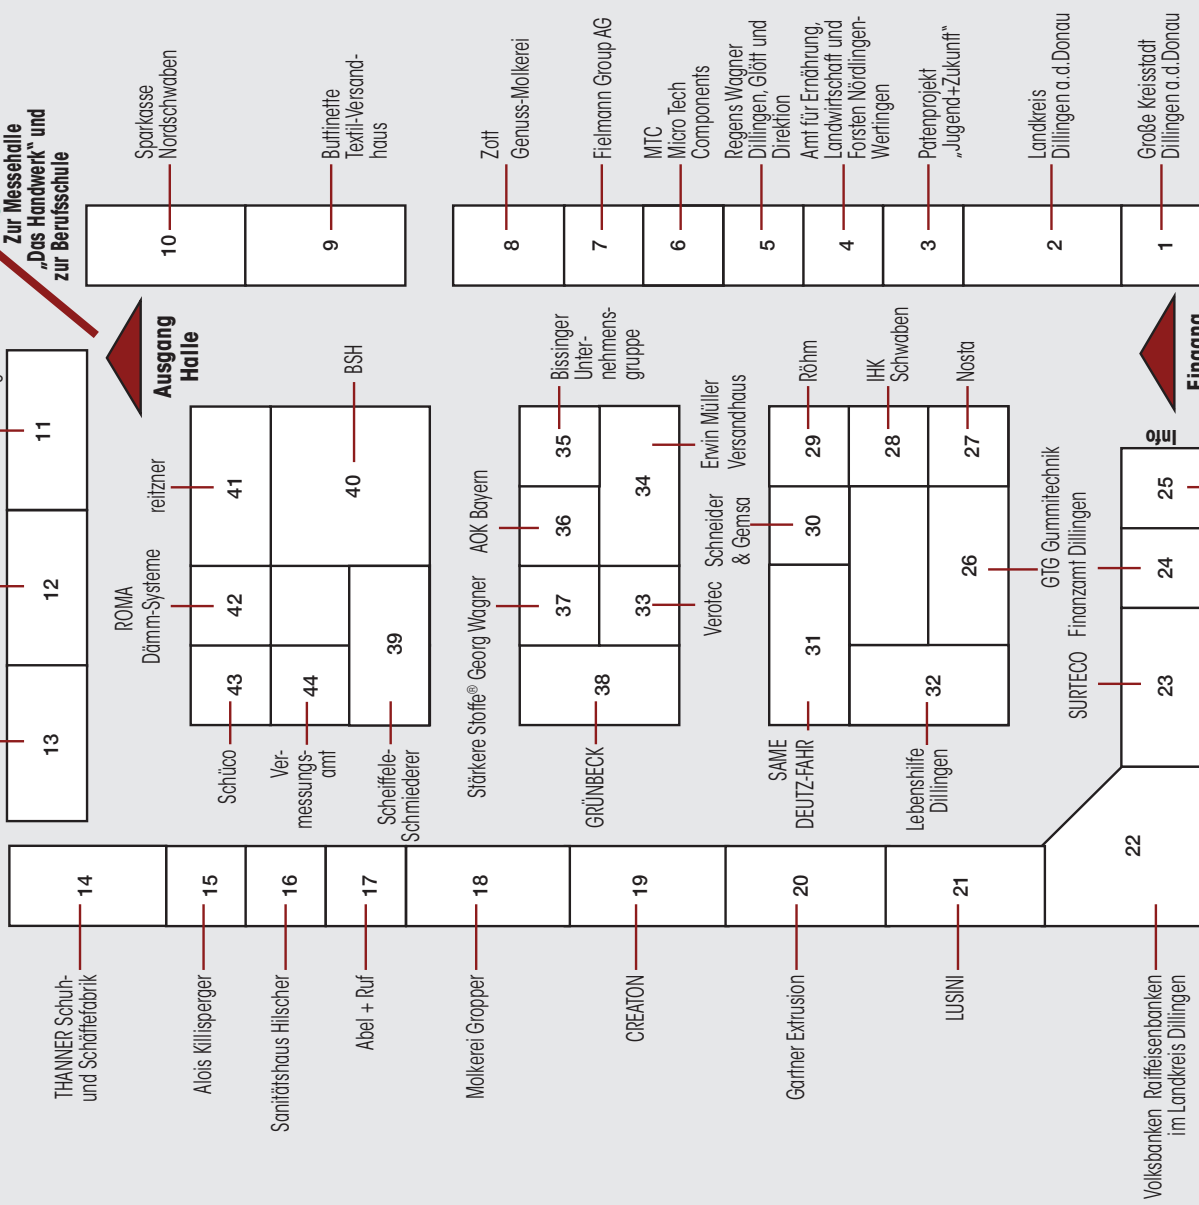 Zur Messehalle
„Das Handwerk“ und
zur Berufsschule
Sparkasse
Nordschwaben
10
Buttinette
Textil-Versand-
haus
9
Zott
Genuss-Molkerei
8
Fielmann Group AG
7
MTC
Micro Tech
Components
6
Regens Wagner
Dillingen, Glött und
Direktion
5
Amt für Ernährung,
Landwirtschaft und
Forsten Nördlingen-
Wertingen
4
Patenprojekt
„Jugend+Zukunft“
3
Landkreis
Dillingen a.d.Donau
2
Große Kreisstadt
Dillingen a.d.Donau
1
Ausgang
Halle
Eingang
Info
11
12
13
reitzner
41
BSH
40
ROMA
Dämm-Systeme
42
Schüco
43
Ver-
messungs-
amt
44
Scheiffele-
Schmiederer
39
Bissinger
Unter-
nehmens-
gruppe
35
AOK Bayern
36
Erwin Müller
Versandhaus
34
Stärkere Stoffe® Georg Wagner
37
Verotec
33
GRÜNBECK
38
Röhm
29
IHK
Schwaben
28
Nosta
27
Schneider
& Gemsa
30
GTG Gummitechnik
26
SAME
DEUTZ-FAHR
31
Lebenshilfe
Dillingen
32
25
Finanzamt Dillingen
24
SURTECO
23
22
Volksbanken Raiffeisenbanken
im Landkreis Dillingen
THANNER Schuh-
und Schäftefabrik
14
Alois Killisperger
15
Sanitätshaus Hilscher
16
Abel + Ruf
17
Molkerei Gropper
18
CREATON
19
Gartner Extrusion
20
LUSINI
21